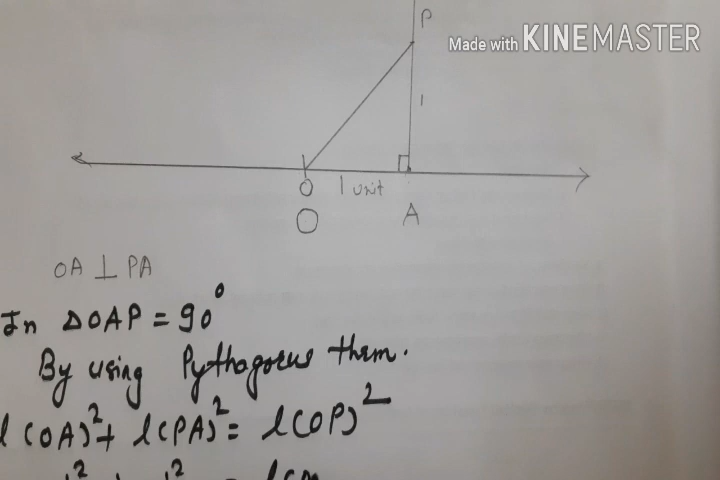 P
Made with KINEMASTER
1
0 1 unit
O A
OA ⊥ PA
In ΔOAP = 90°
By using Pythagorus them.
l(OA)²+ l(PA)² = l(OP)²